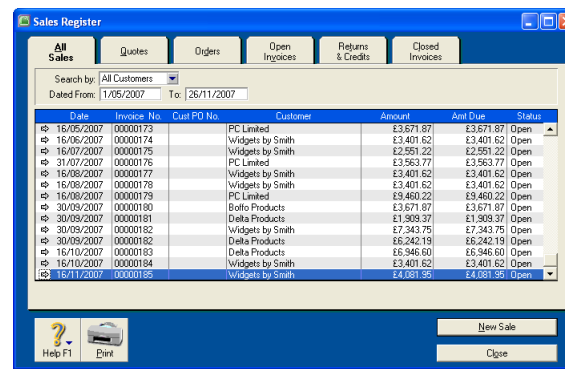 Sales Register
All Sales
Quotes
Orders
Open Invoices
Returns & Credits
Closed Invoices
Search by: All Customers
Dated From: 1/05/2007 To: 26/11/2007
Date Invoice No. Cust PO No. Customer Amount Amt Due Status
16/05/2007 00000173 PC Limited £3,671.87 £3,671.87 Open
16/06/2007 00000174 Widgets by Smith £3,401.62 £3,401.62 Open
16/07/2007 00000175 Widgets by Smith £2,551.22 £2,551.22 Open
31/07/2007 00000176 PC Limited £3,563.77 £3,563.77 Open
16/08/2007 00000177 Widgets by Smith £3,401.62 £3,401.62 Open
16/08/2007 00000178 Widgets by Smith £3,401.62 £3,401.62 Open
16/08/2007 00000179 PC Limited £9,460.22 £9,460.22 Open
30/09/2007 00000180 Bolfo Products £3,671.87 £3,671.87 Open
30/09/2007 00000181 Delta Products £1,909.37 £1,909.37 Open
30/09/2007 00000182 Widgets by Smith £7,343.75 £7,343.75 Open
30/09/2007 00000182 Delta Products £6,242.19 £6,242.19 Open
16/10/2007 00000183 Delta Products £6,946.60 £6,946.60 Open
16/10/2007 00000184 Widgets by Smith £3,401.62 £3,401.62 Open
16/11/2007 00000185 Widgets by Smith £4,081.95 £4,081.95 Open
Help F1
Print
New Sale
Close